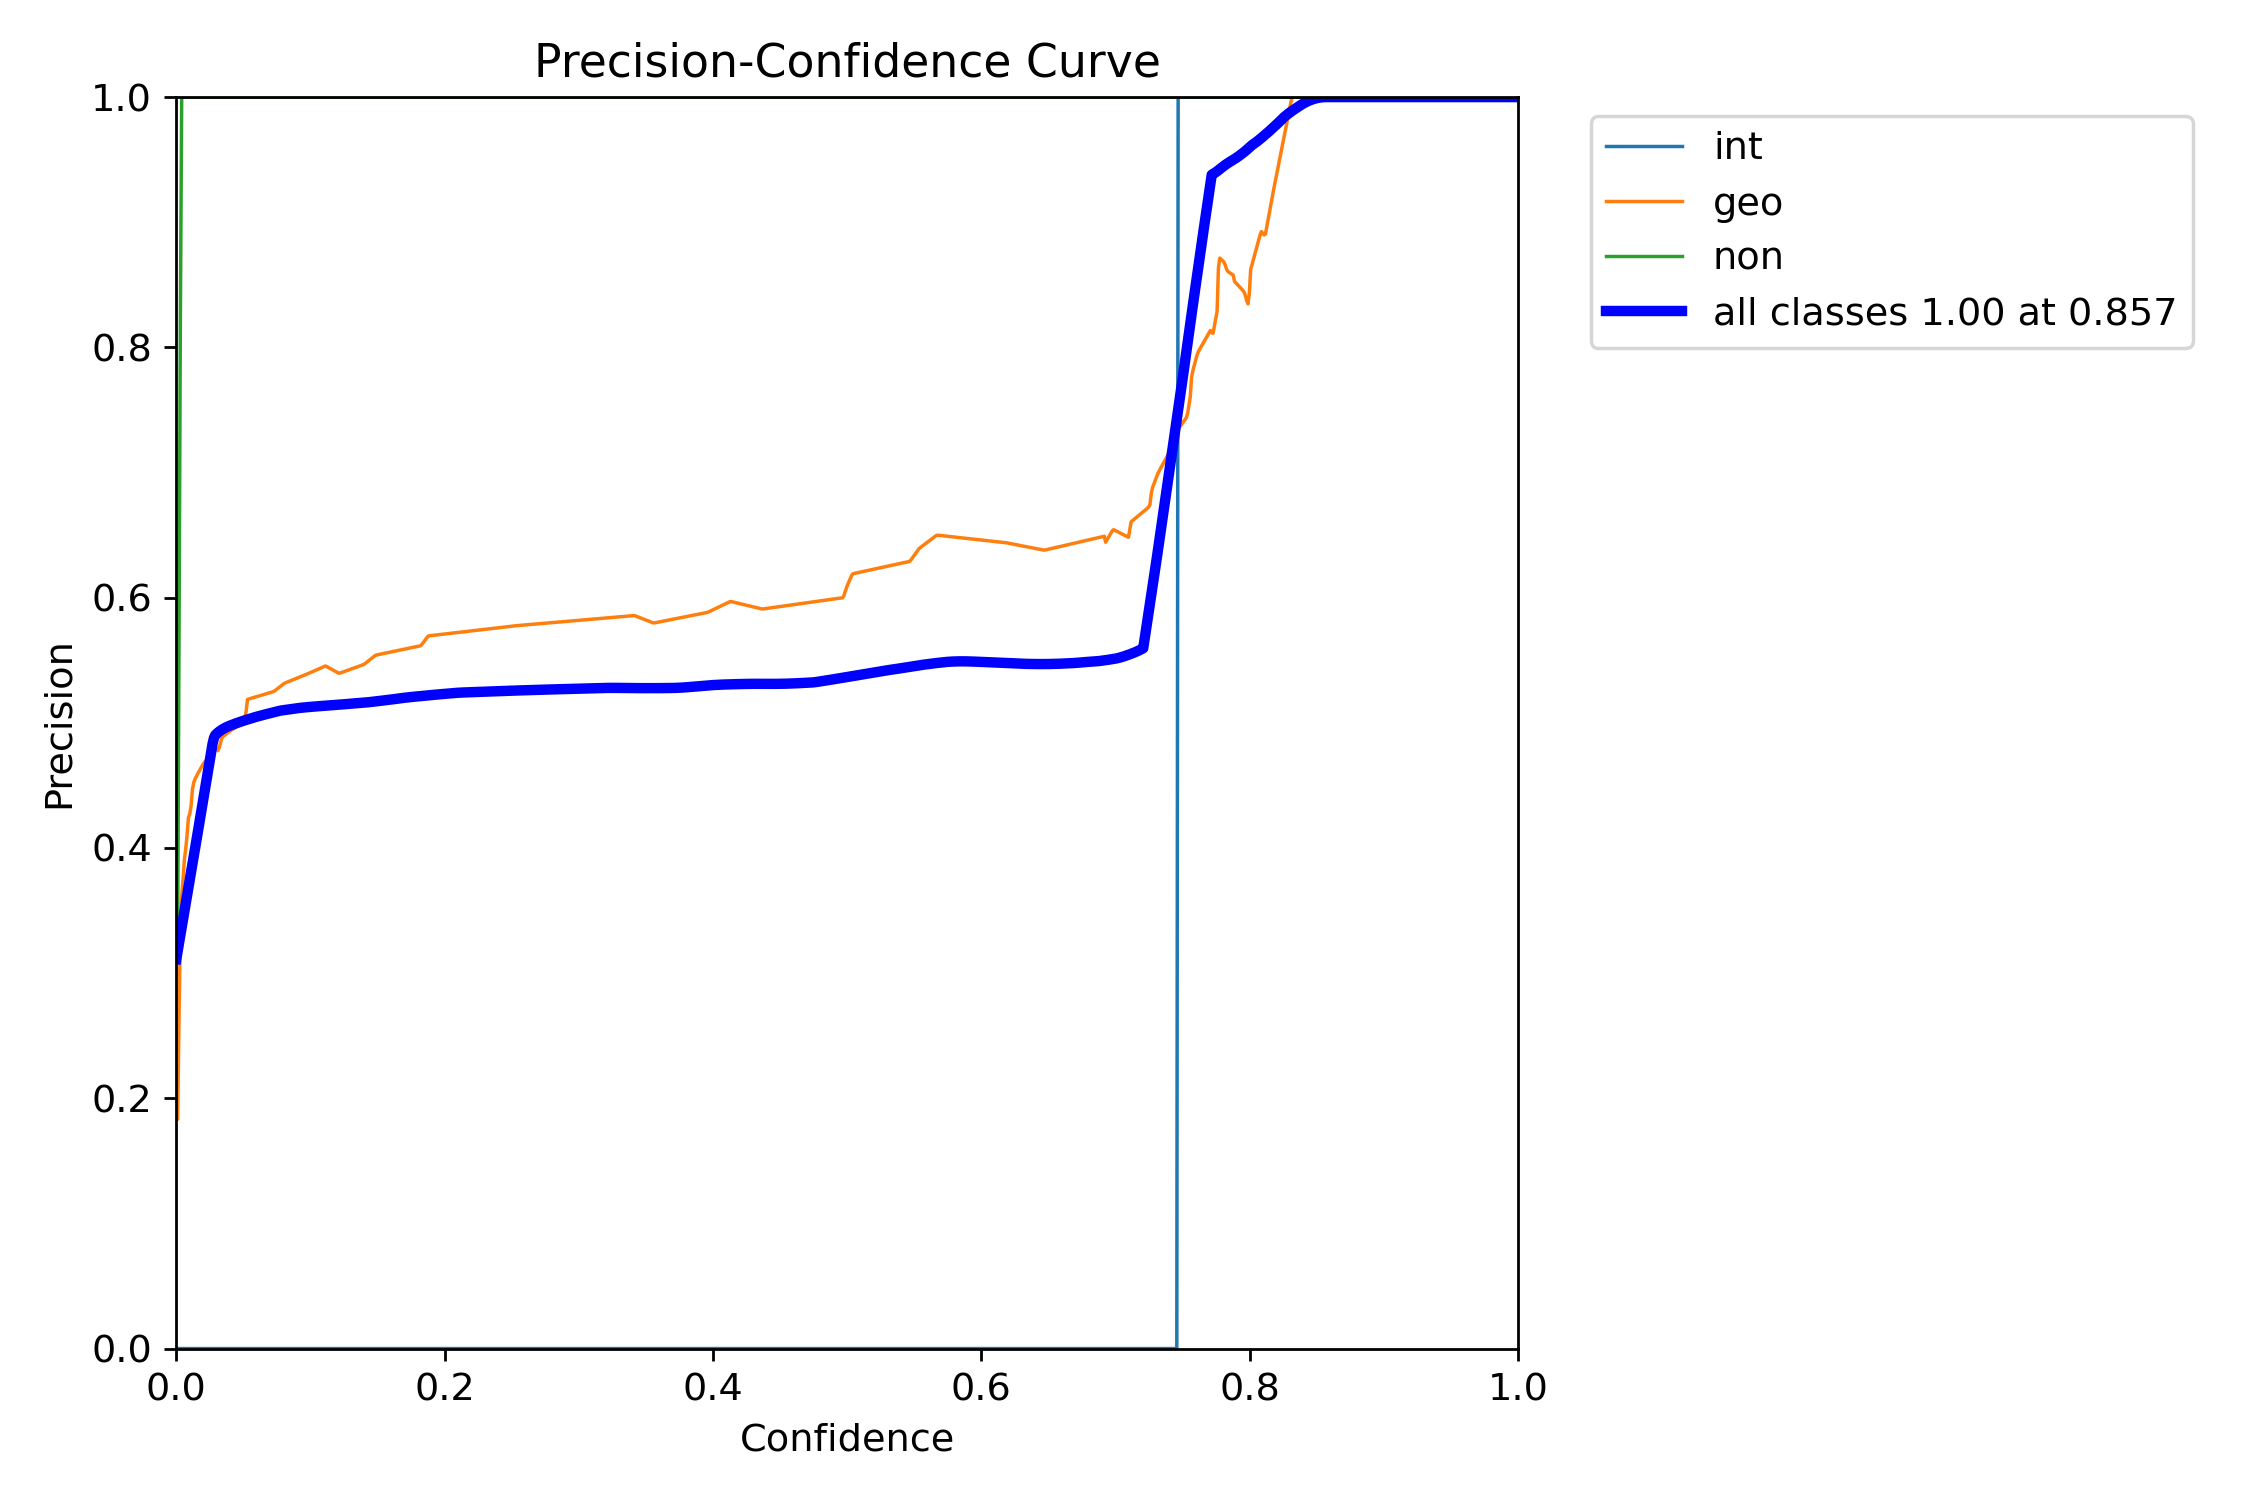 Precision-Confidence Curve
1.0
0.8
0.6
0.4
0.2
0.0
Precision
0.0 0.2 0.4 0.6 0.8 1.0
Confidence
int
geo
non
all classes 1.00 at 0.857